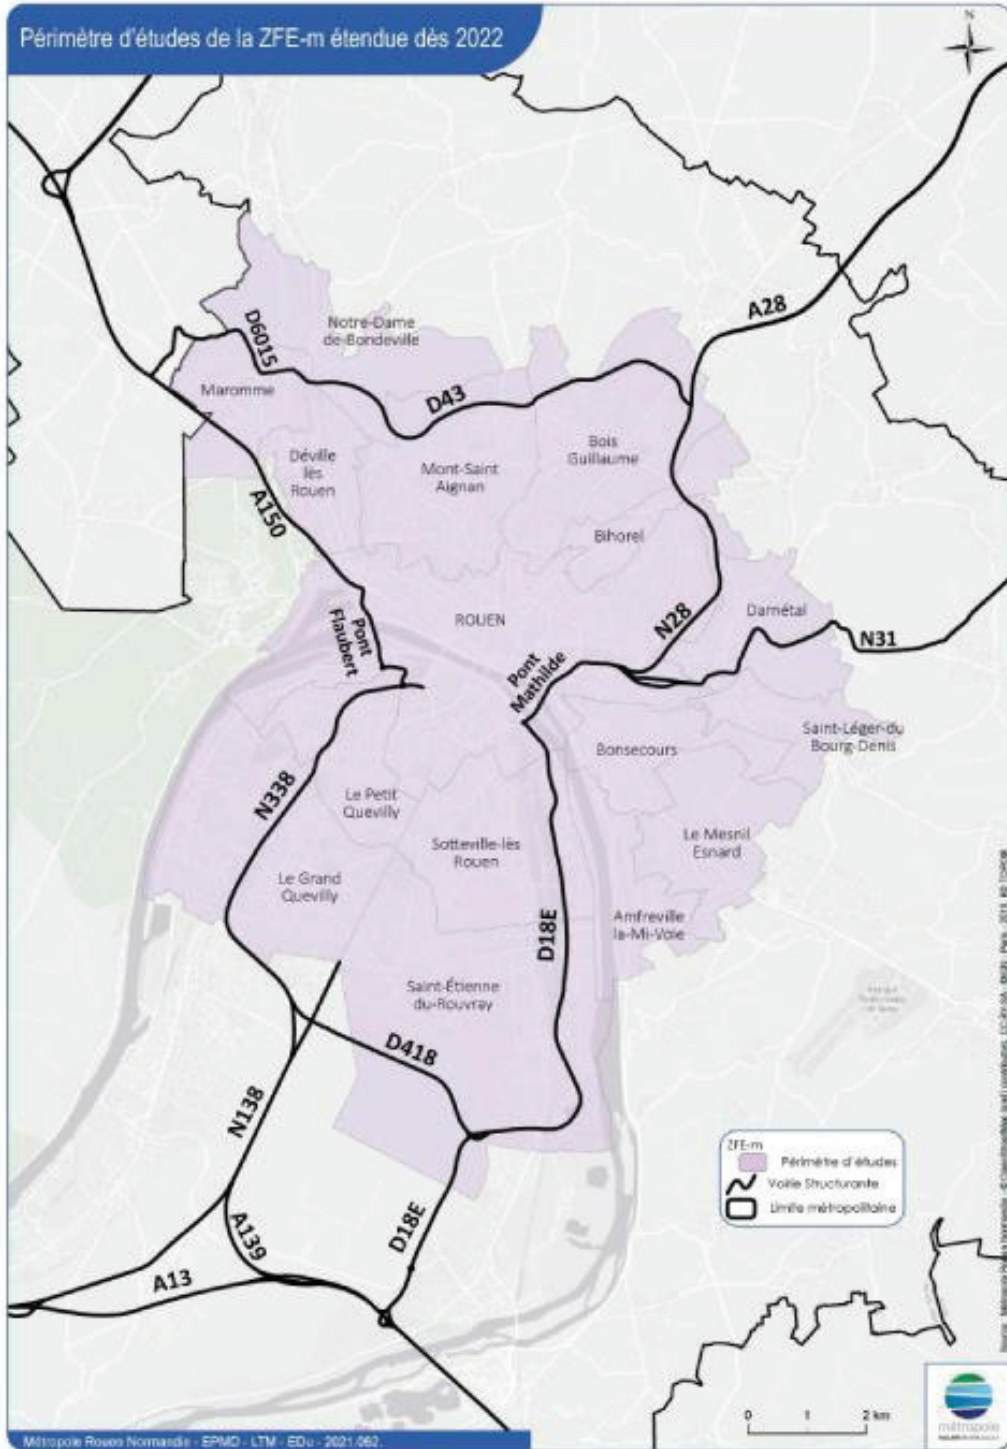 Périmètre d'études de la ZFE-m étendue dès 2022
N
A28
D6015
Notre-Dame
de-Bondeville
Maromme
D43
Bois
Guillaume
Déville
lès
Rouen
Mont-Saint
Aignan
A150
Bihorel
Pont
Flaubert
ROUEN
N28
Darnétal
N31
Pont
Mathilde
Bonsecours
Saint-Léger-du
Bourg-Denis
N338
Le Petit
Quevilly
Sotteville-lès
Rouen
Le Mesnil
Esnard
Le Grand
Quevilly
D18E
Amfreville
la-Mi-Voie
Saint-Étienne
du-Rouvray
D418
N138
ZFE-m
Périmètre d'études
Voirie Structurante
Limite métropolitaine
A139
D18E
A13
0 1 2 km
métropole
Métropole Rouen Normandie - EPMD - LTM - EDu - 2021.062.